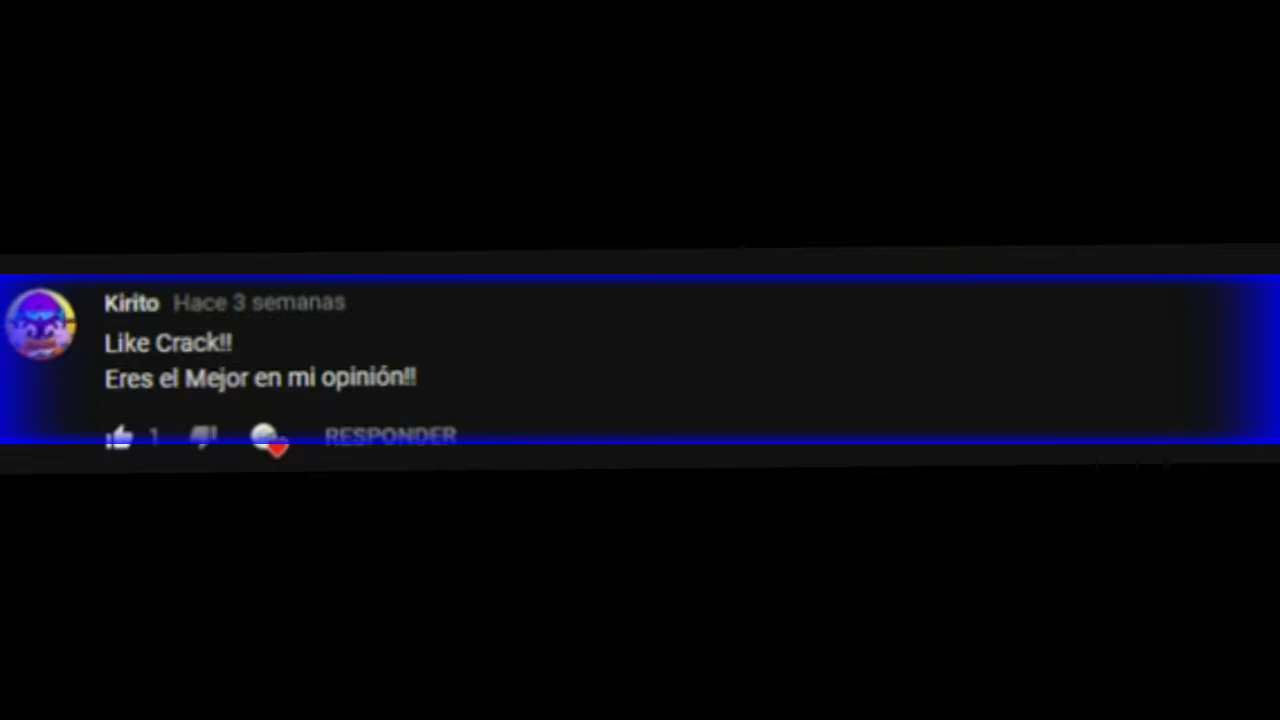 Kirito Hace 3 semanas
Like Crack!!
Eres el Mejor en mi opinión!!
1 RESPONDER